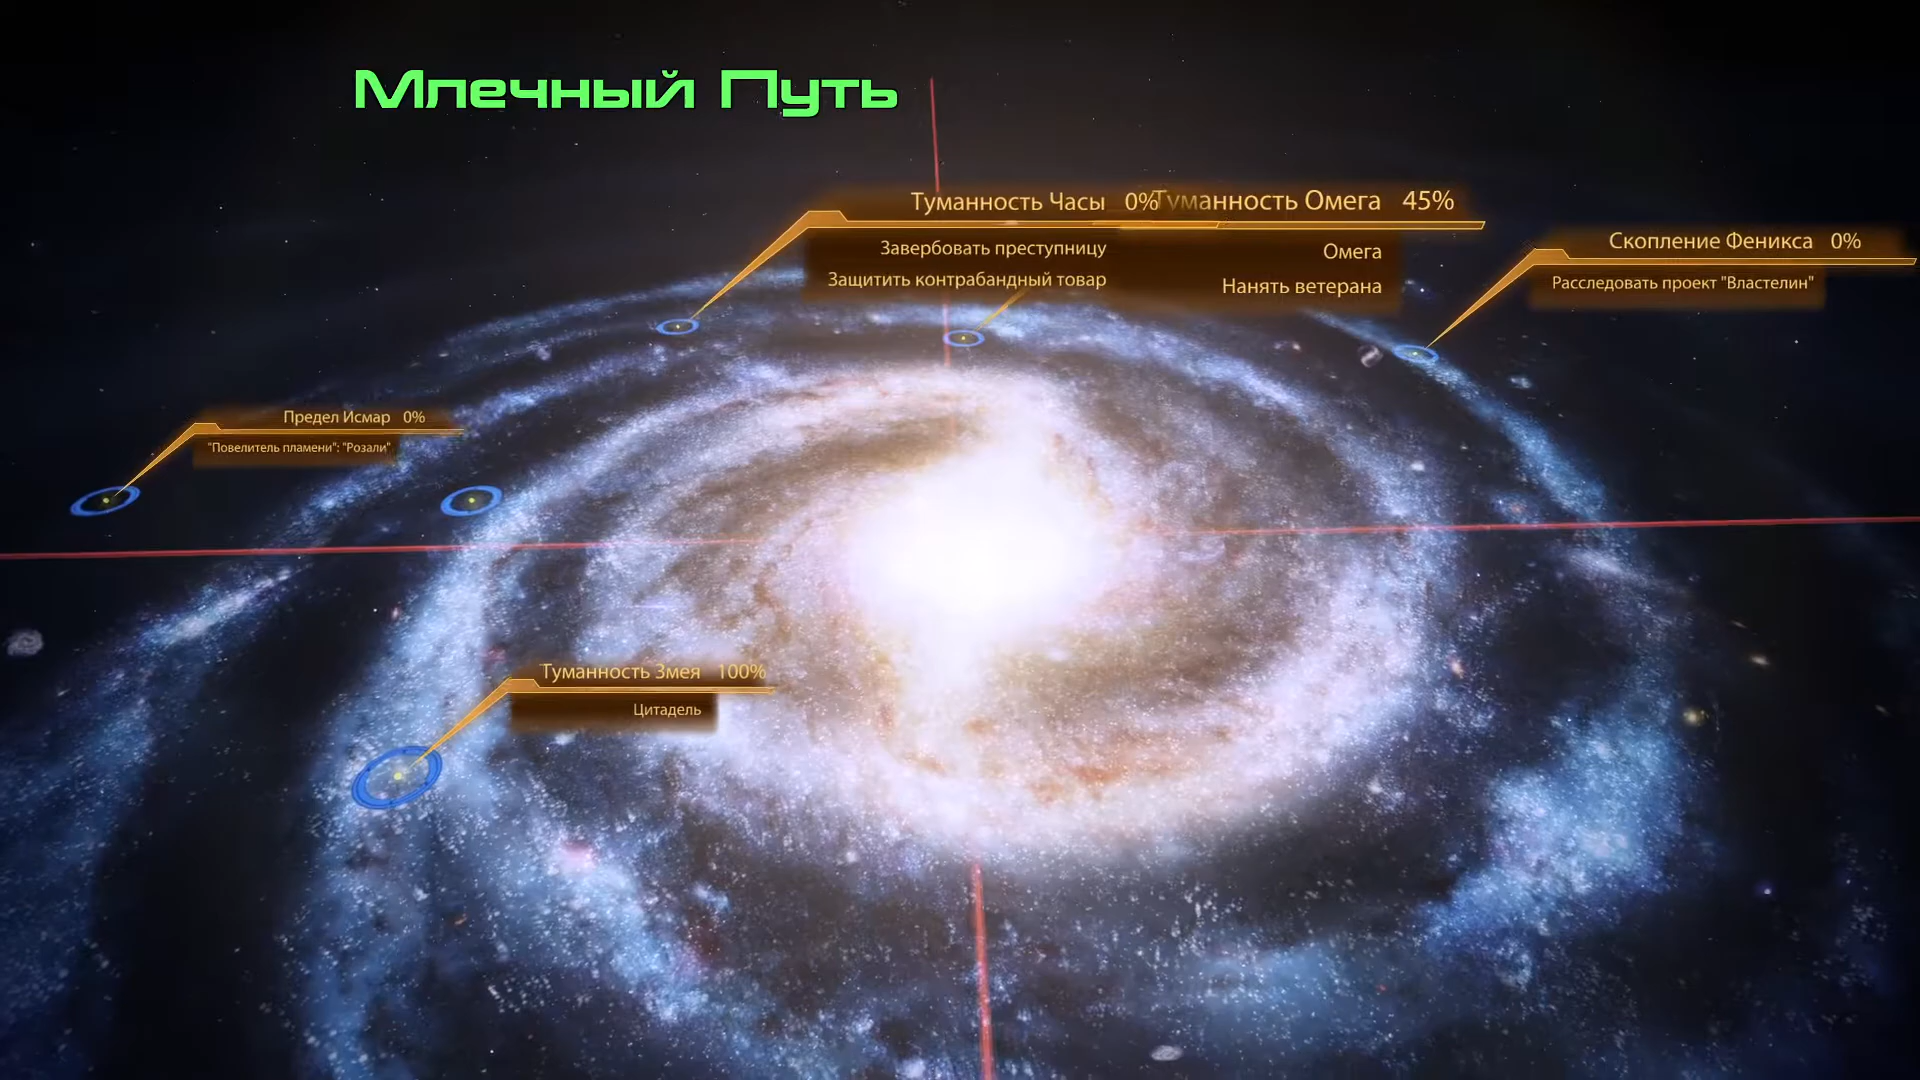 Млечный Путь
Туманность Часы 0%
Завербовать преступницу
Защитить контрабандный товар
Туманность Омега 45%
Омега
Нанять ветерана
Скопление Феникса 0%
Расследовать проект "Властелин"
Предел Исмар 0%
"Повелитель пламени": "Розали"
Туманность Змея 100%
Цитадель